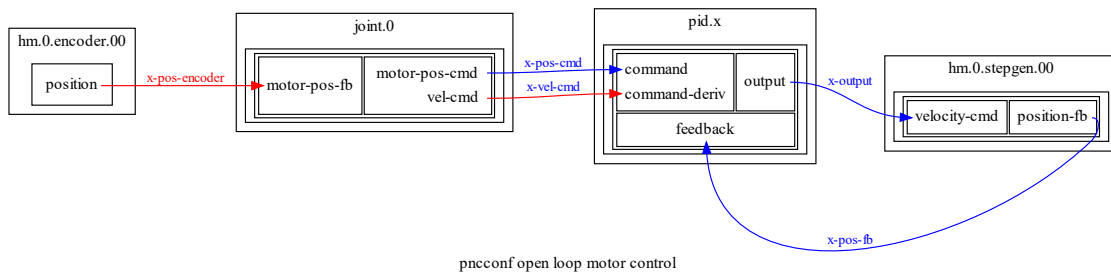 hm.0.encoder.00
position
x-pos-encoder
joint.0
motor-pos-fb
motor-pos-cmd
vel-cmd
x-pos-cmd
x-vel-cmd
pid.x
command
command-deriv
output
feedback
x-output
hm.0.stepgen.00
velocity-cmd
position-fb
x-pos-fb
pncconf open loop motor control